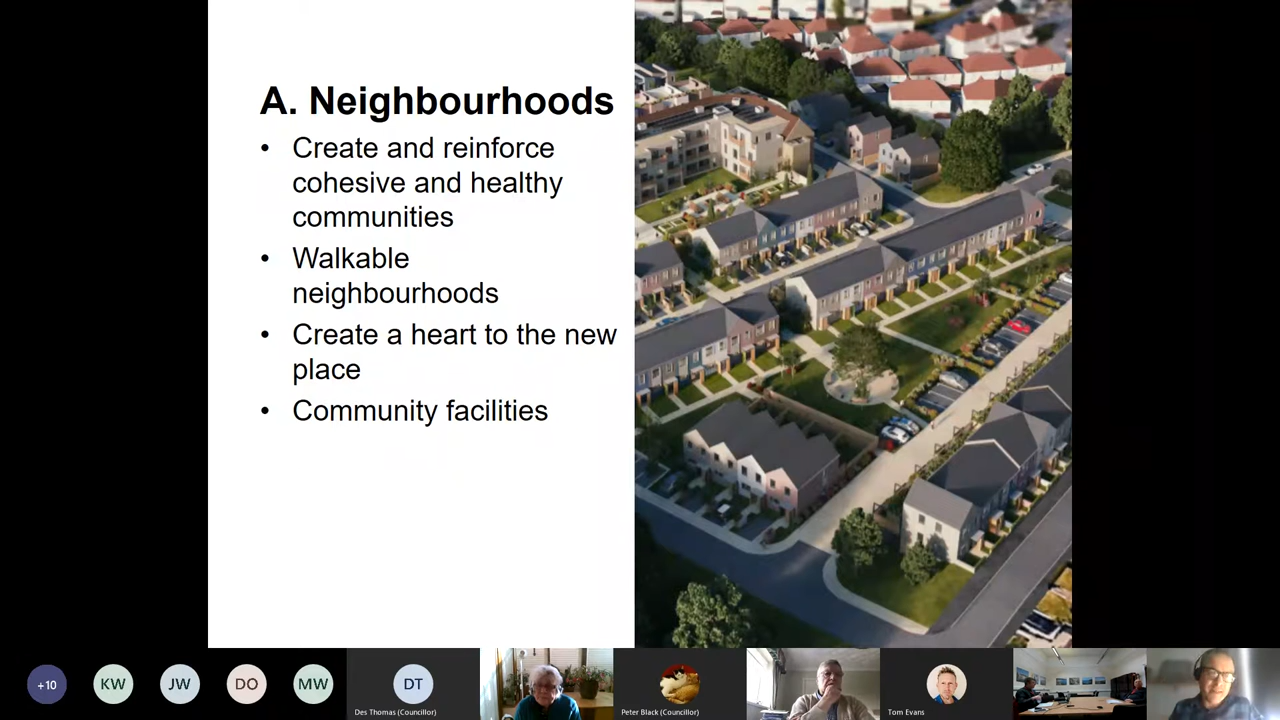 A. Neighbourhoods
• Create and reinforce
cohesive and healthy
communities
• Walkable
neighbourhoods
• Create a heart to the new
place
• Community facilities
+10
KW
JW
DO
MW
DT
Des Thomas (Councillor)
Peter Black (Councillor)
Tom Evans